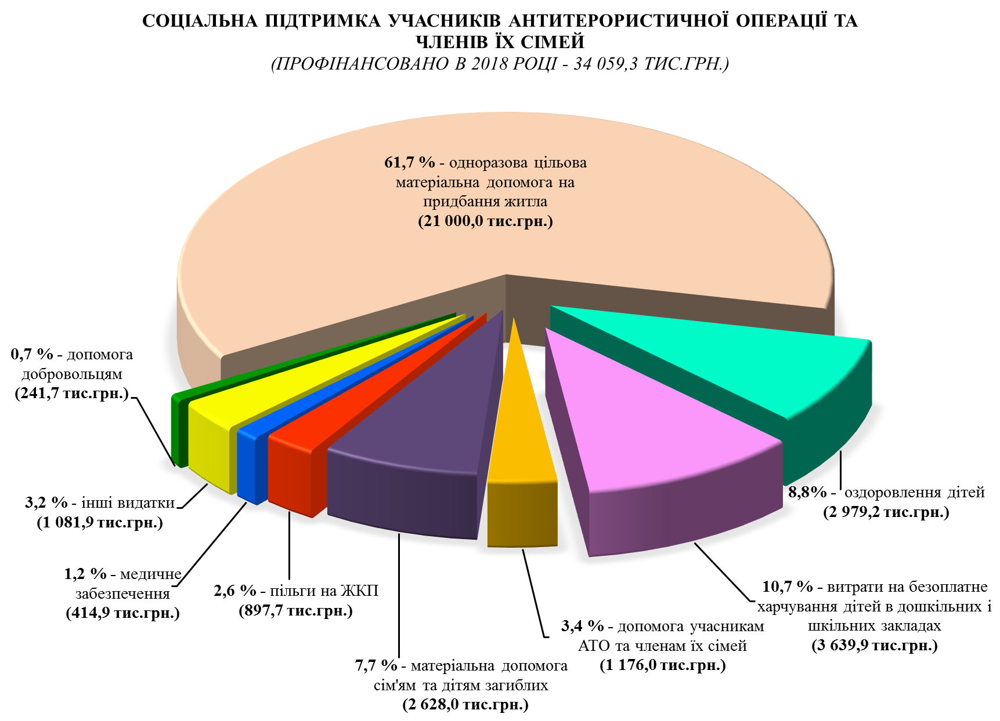 СОЦІАЛЬНА ПІДТРИМКА УЧАСНИКІВ АНТИТЕРОРИСТИЧНОЇ ОПЕРАЦІЇ ТА
ЧЛЕНІВ ЇХ СІМЕЙ
(ПРОФІНАНСОВАНО В 2018 РОЦІ - 34 059,3 ТИС.ГРН.)
61,7 % - одноразова цільова
матеріальна допомога на
придбання житла
(21 000,0 тис.грн.)
0,7 % - допомога
добровольцям
(241,7 тис.грн.)
3,2 % - інші видатки
(1 081,9 тис.грн.)
1,2 % - медичне
забезпечення
(414,9 тис.грн.)
2,6 % - пільги на ЖКП
(897,7 тис.грн.)
7,7 % - матеріальна допомога
сім'ям та дітям загиблих
(2 628,0 тис.грн.)
3,4 % - допомога учасникам
АТО та членам їх сімей
(1 176,0 тис.грн.)
10,7 % - витрати на безоплатне
харчування дітей в дошкільних і
шкільних закладах
(3 639,9 тис.грн.)
8,8% - оздоровлення дітей
(2 979,2 тис.грн.)